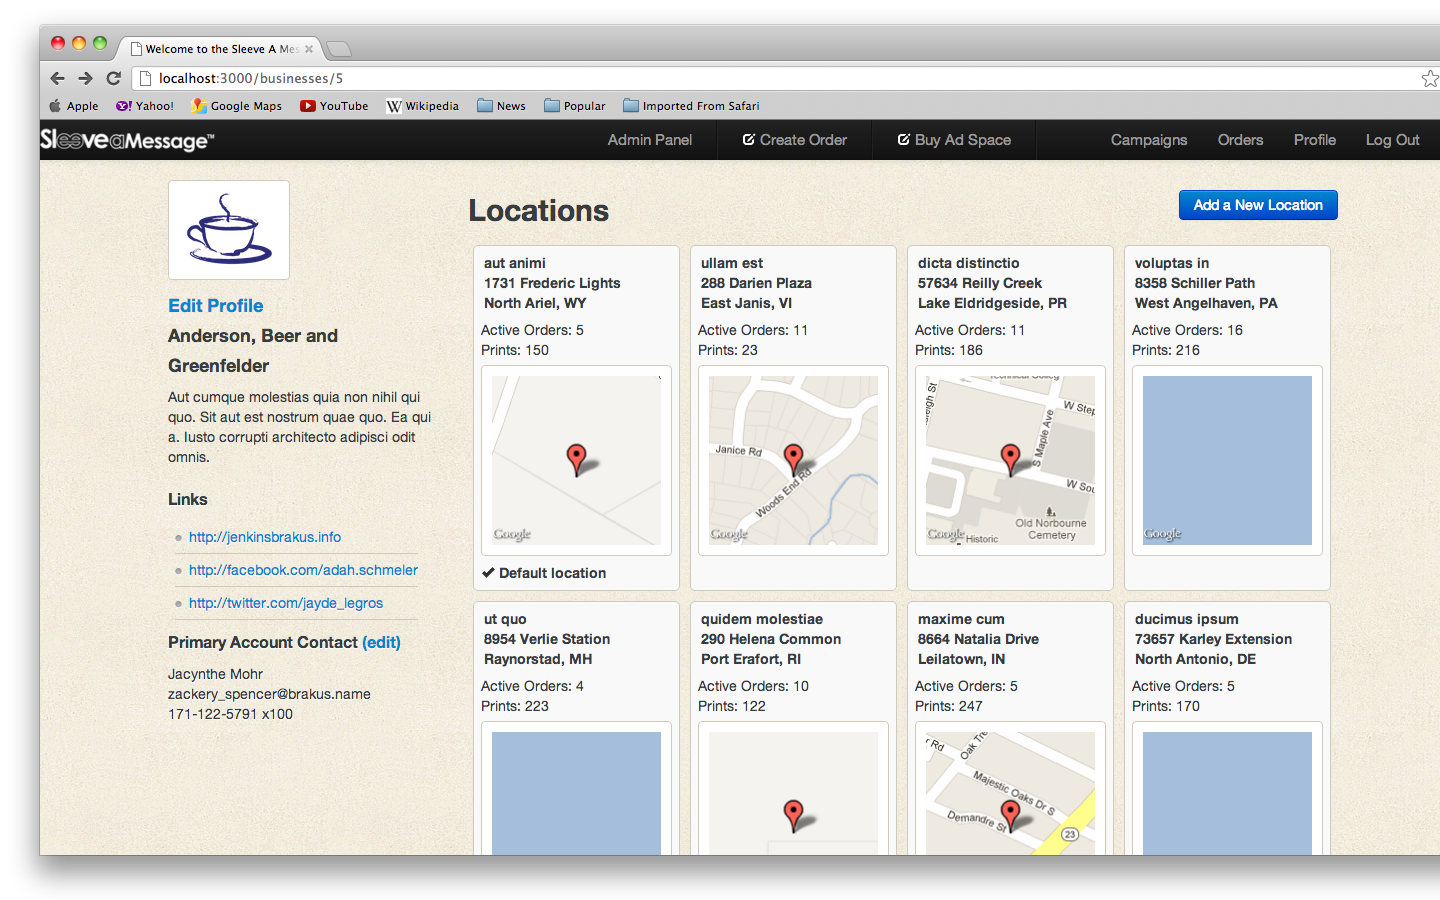 Welcome to the Sleeve A Mes
localhost:3000/businesses/5
Apple Yahoo! Google Maps YouTube Wikipedia News Popular Imported From Safari
SleeveaMessage™ Admin Panel Create Order Buy Ad Space Campaigns Orders Profile Log Out
Edit Profile
Anderson, Beer and
Greenfelder
Aut cumque molestias quia non nihil qui
quo. Sit aut est nostrum quae quo. Ea qui
a. Iusto corrupti architecto adipisci odit
omnis.
Links
http://jenkinsbrakus.info
http://facebook.com/adah.schmeler
http://twitter.com/jayde_legros
Primary Account Contact (edit)
Jacynthe Mohr
zackery_spencer@brakus.name
171-122-5791 x100
Locations
Add a New Location
aut animi
1731 Frederic Lights
North Ariel, WY
Active Orders: 5
Prints: 150
Google
Default location
ullam est
288 Darien Plaza
East Janis, VI
Active Orders: 11
Prints: 23
Janice Rd
Woods End Rd
Google
dicta distinctio
57634 Reilly Creek
Lake Eldridgeside, PR
Active Orders: 11
Prints: 186
Technical Colleg
W Step
S Maple Ave
W Sou
Old Norbourne
Cemetery
Google
Historic
voluptas in
8358 Schiller Path
West Angelhaven, PA
Active Orders: 16
Prints: 216
Google
ut quo
8954 Verlie Station
Raynorstad, MH
Active Orders: 4
Prints: 223
quidem molestiae
290 Helena Common
Port Erafort, RI
Active Orders: 10
Prints: 122
maxime cum
8664 Natalia Drive
Leilatown, IN
Active Orders: 5
Prints: 247
r Rd
Oak Tre
Majestic Oaks Dr S
Demandre St
23
ducimus ipsum
73657 Karley Extension
North Antonio, DE
Active Orders: 5
Prints: 170